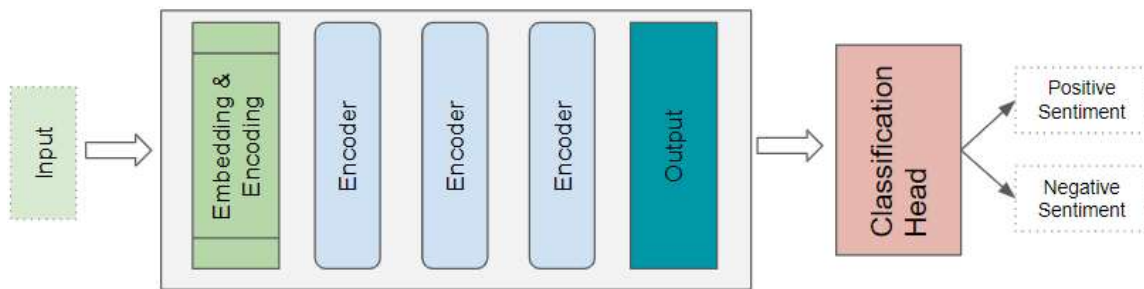 Input
Embedding &
Encoding
Encoder
Encoder
Encoder
Output
Classification
Head
Positive
Sentiment
Negative
Sentiment